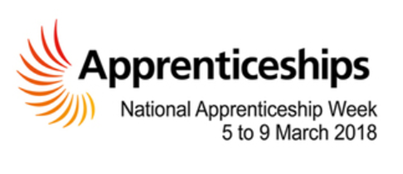 Apprenticeships
National Apprenticeship Week
5 to 9 March 2018